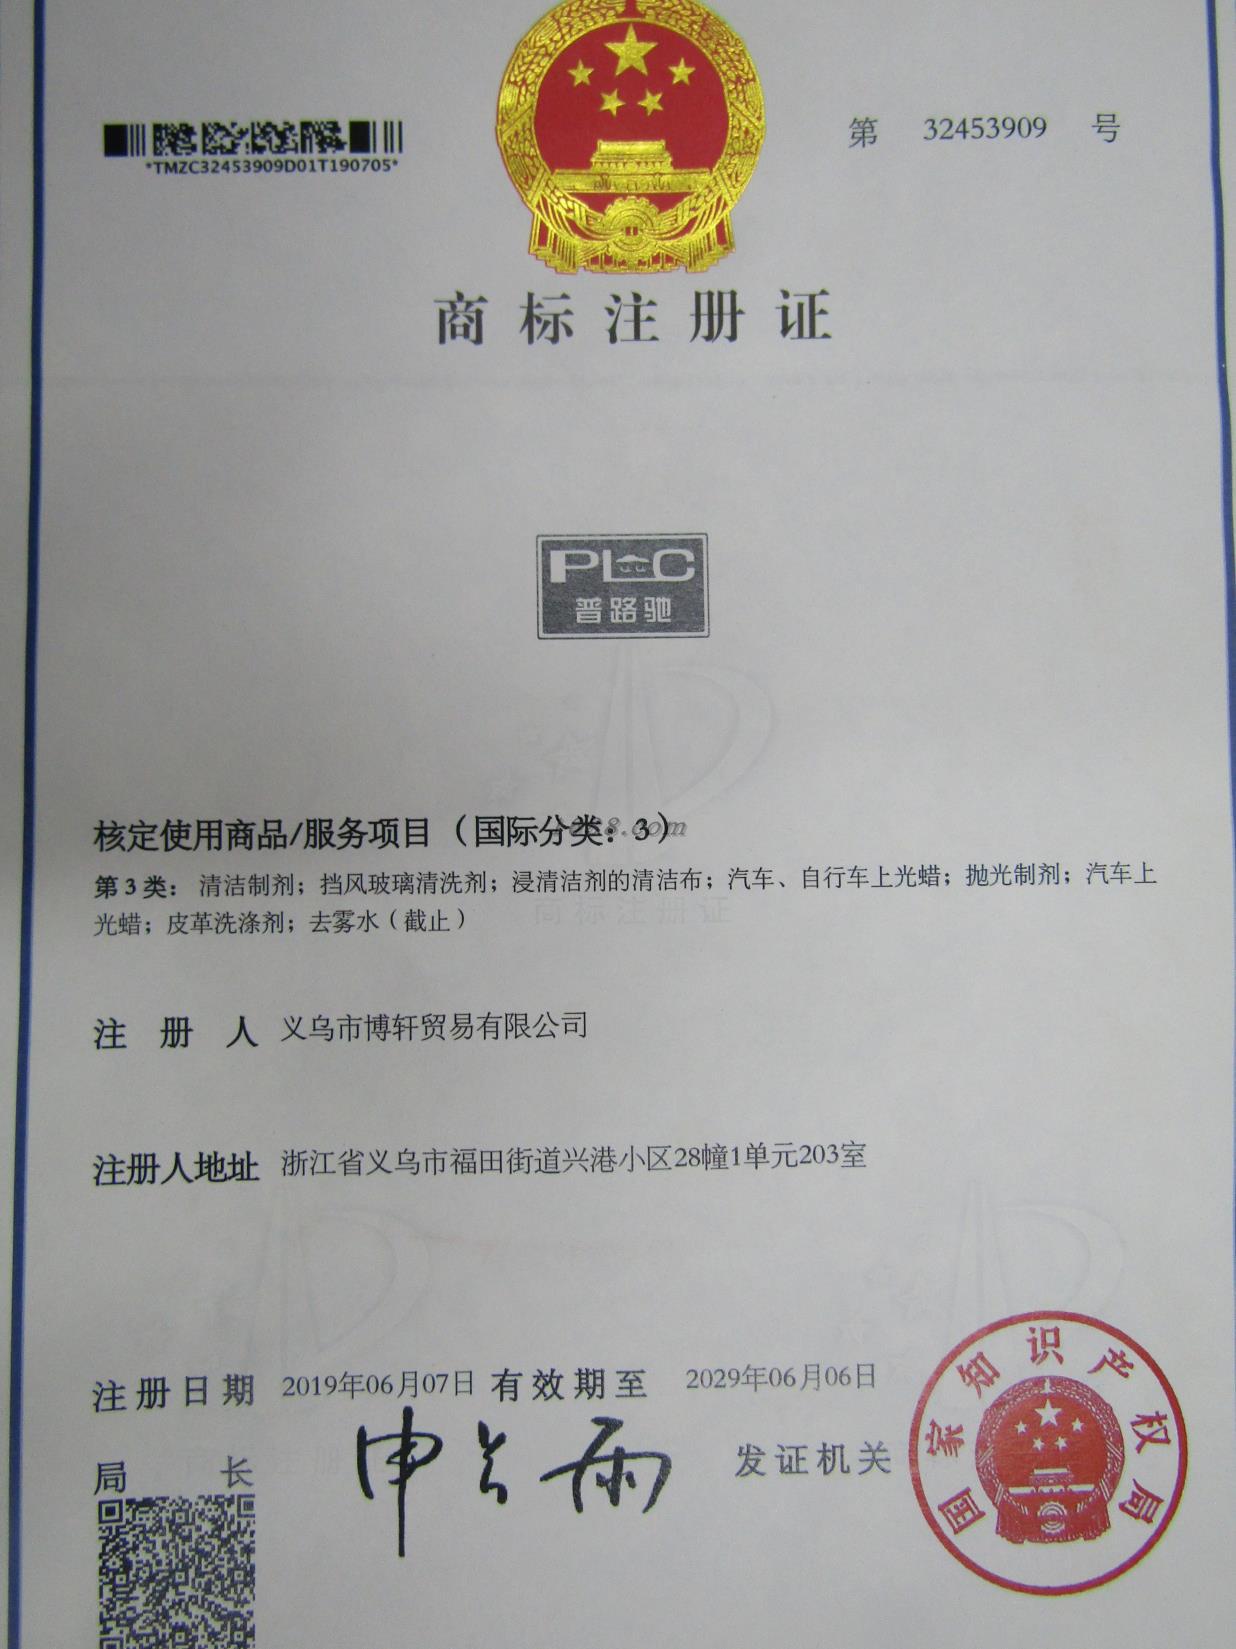 第 32453909 号
*TMZC32453909D01T190705*
商标注册证
PLC
普路驰
核定使用商品/服务项目（国际分类：3）
第3类：清洁制剂；挡风玻璃清洗剂；浸清洁剂的清洁布；汽车、自行车上光蜡；抛光制剂；汽车上
光蜡；皮革洗涤剂；去雾水（截止）
商标注册证
注册人 义乌市博轩贸易有限公司
注册人地址 浙江省义乌市福田街道兴港小区28幢1单元203室
注册日期 2019年06月07日 有效期至 2029年06月06日
局长 申长雨 发证机关
国家知识产权局